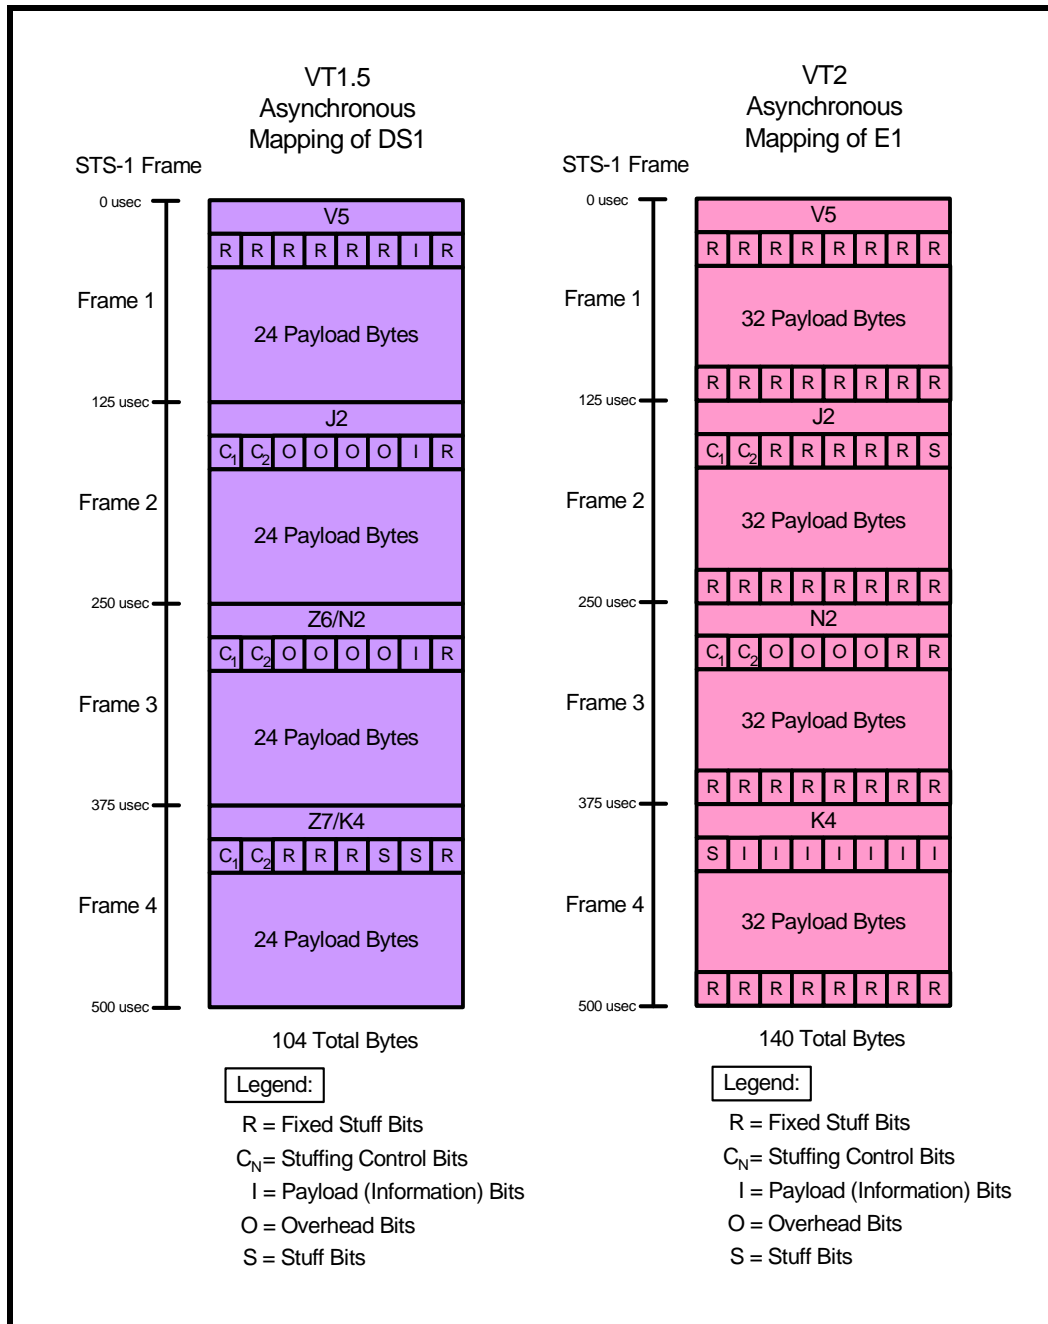 VT1.5
Asynchronous
Mapping of DS1
STS-1 Frame
0 usec
V5
R R R R R R I R
Frame 1
24 Payload Bytes
125 usec
J2
C1 C2 O O O O I R
Frame 2
24 Payload Bytes
250 usec
Z6/N2
C1 C2 O O O O I R
Frame 3
24 Payload Bytes
375 usec
Z7/K4
C1 C2 R R R S S R
Frame 4
24 Payload Bytes
500 usec
104 Total Bytes
Legend:
R = Fixed Stuff Bits
CN= Stuffing Control Bits
I = Payload (Information) Bits
O = Overhead Bits
S = Stuff Bits
VT2
Asynchronous
Mapping of E1
STS-1 Frame
0 usec
V5
R R R R R R R R
Frame 1
32 Payload Bytes
R R R R R R R R
125 usec
J2
C1 C2 R R R R R S
Frame 2
32 Payload Bytes
R R R R R R R R
250 usec
N2
C1 C2 O O O O R R
Frame 3
32 Payload Bytes
R R R R R R R R
375 usec
K4
S I I I I I I I
Frame 4
32 Payload Bytes
R R R R R R R R
500 usec
140 Total Bytes
Legend:
R = Fixed Stuff Bits
CN= Stuffing Control Bits
I = Payload (Information) Bits
O = Overhead Bits
S = Stuff Bits